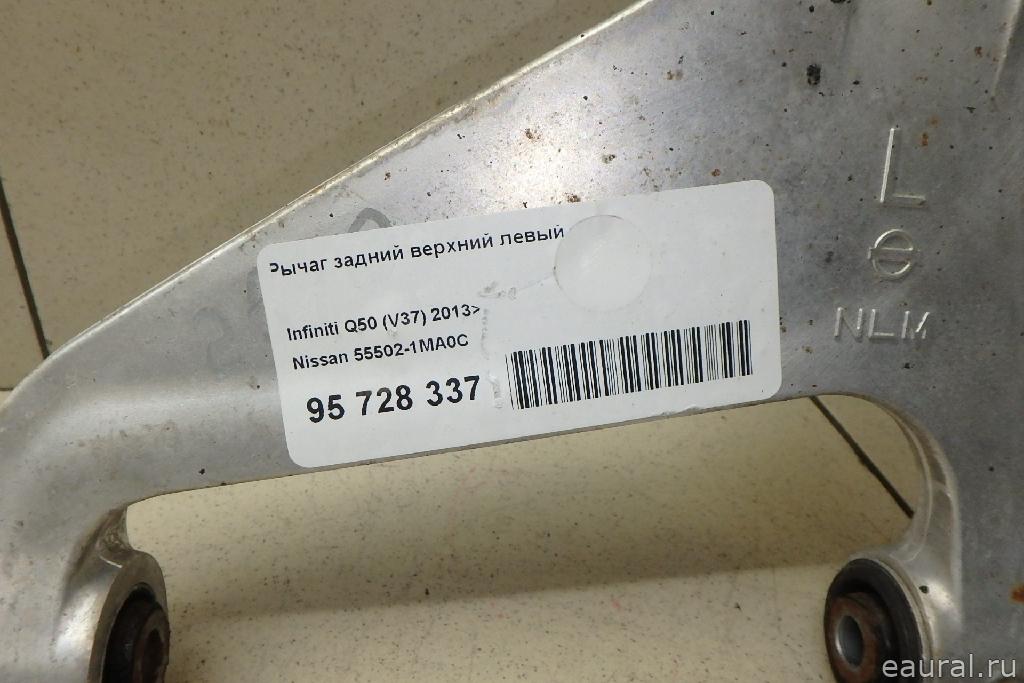 Рычаг задний верхний левый
Infiniti Q50 (V37) 2013>
Nissan 55502-1MA0C
95 728 337
L
NLM
eaural.ru